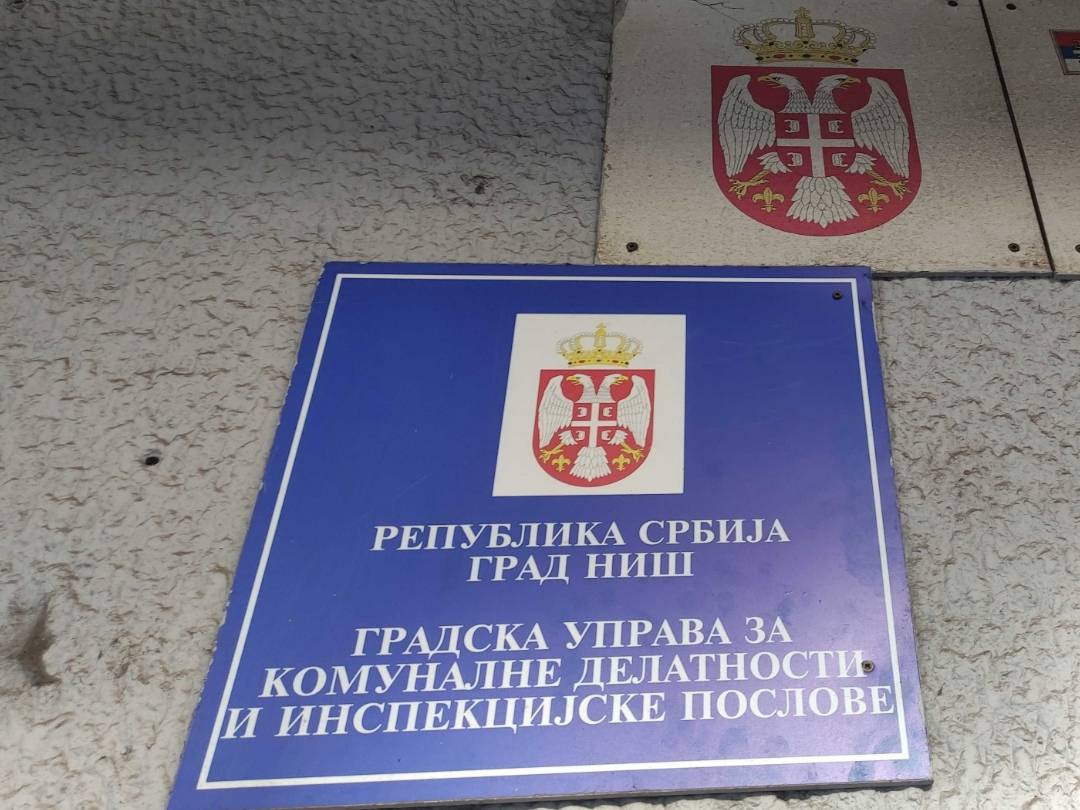 РЕПУБЛИКА СРБИЈА
ГРАД НИШ
ГРАДСКА УПРАВА ЗА
КОМУНАЛНЕ ДЕЛАТНОСТИ
И ИНСПЕКЦИЈСКЕ ПОСЛОВЕ